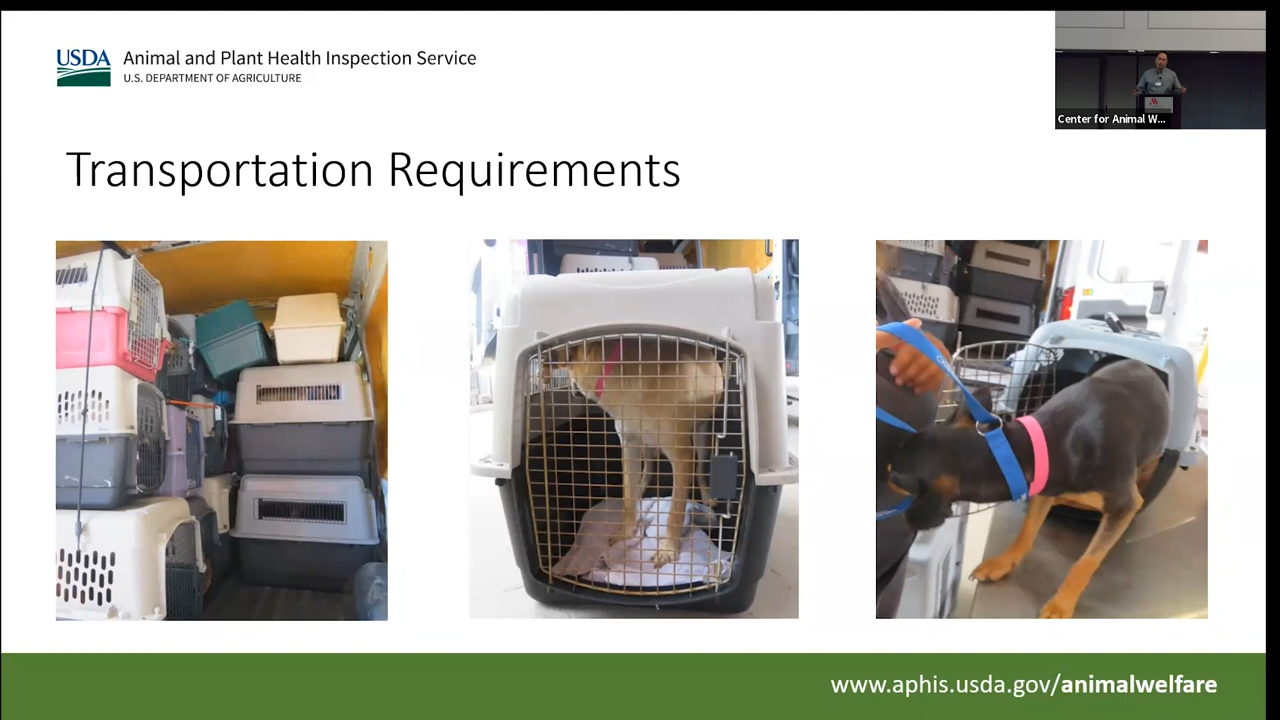 USDA
Animal and Plant Health Inspection Service
U.S. DEPARTMENT OF AGRICULTURE
Center for Animal W...
Transportation Requirements
www.aphis.usda.gov/animalwelfare